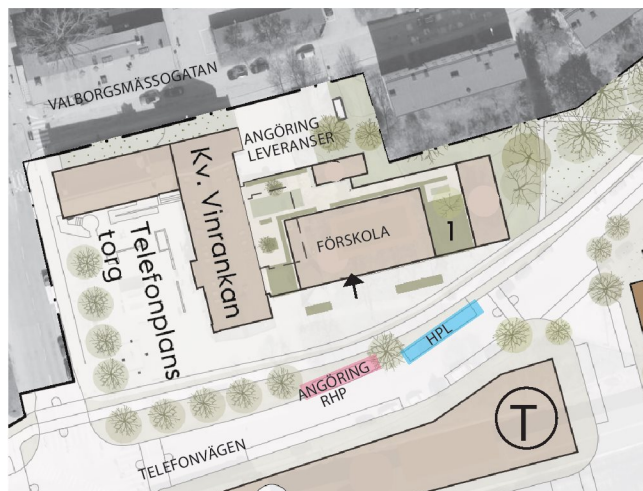 VALBORGSMÄSSOGATAN
ANGÖRING
LEVERANSER
Kv. Vinrankan
Telefonplans
torg
FÖRSKOLA
1
HPL
ANGÖRING
RHP
T
TELEFONVÄGEN